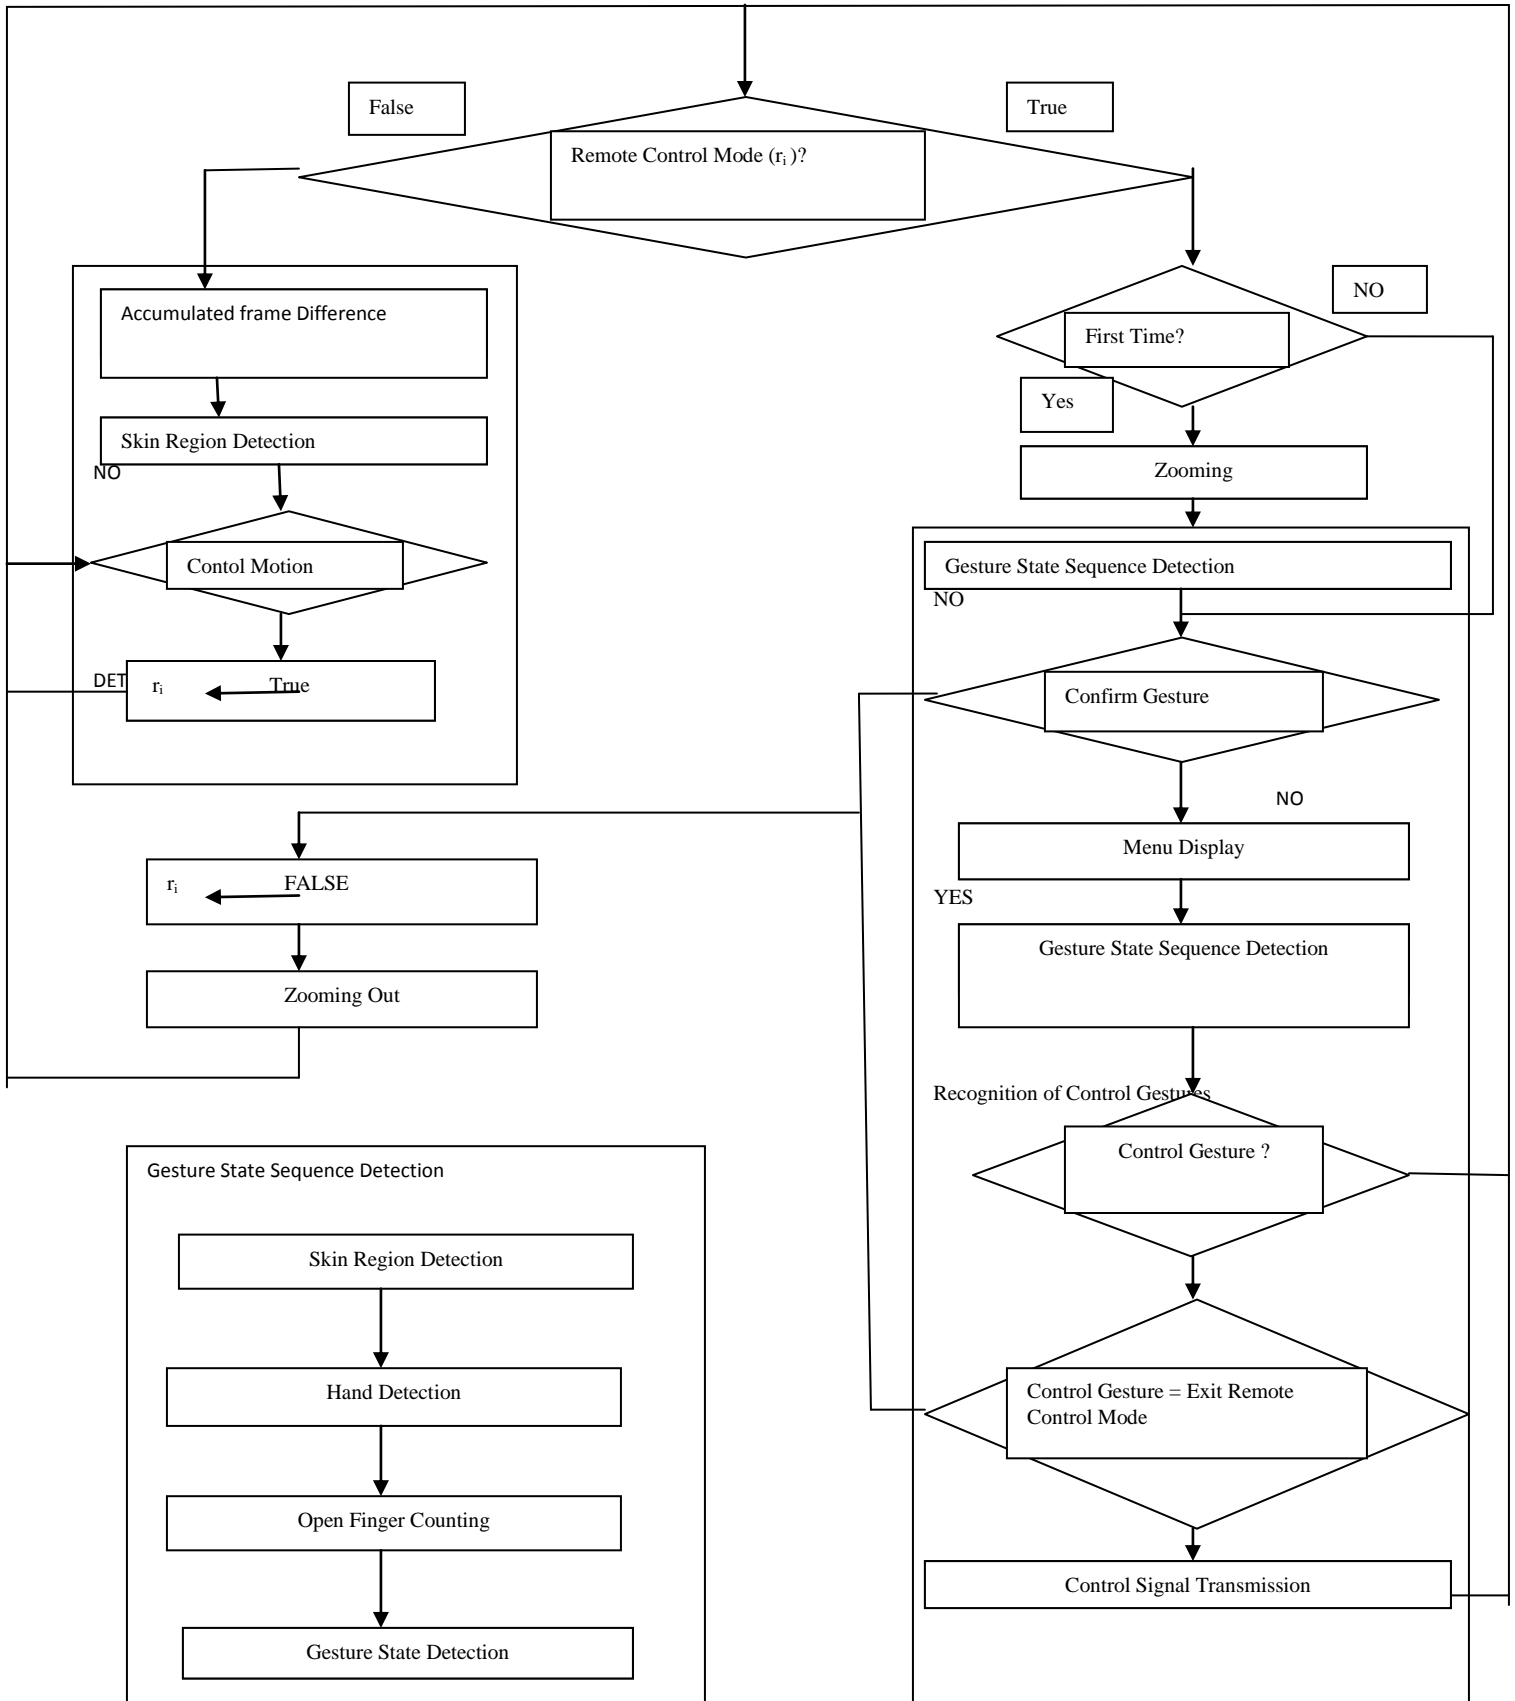 False
True
Remote Control Mode (rᵢ)?
Accumulated frame Difference
Skin Region Detection
NO
Contol Motion
DET
rᵢ True
NO
First Time?
Yes
Zooming
Gesture State Sequence Detection
NO
Confirm Gesture
NO
Menu Display
YES
Gesture State Sequence Detection
Recognition of Control Gestures
Control Gesture ?
Control Gesture = Exit Remote
Control Mode
Control Signal Transmission
rᵢ FALSE
Zooming Out
Gesture State Sequence Detection
Skin Region Detection
Hand Detection
Open Finger Counting
Gesture State Detection